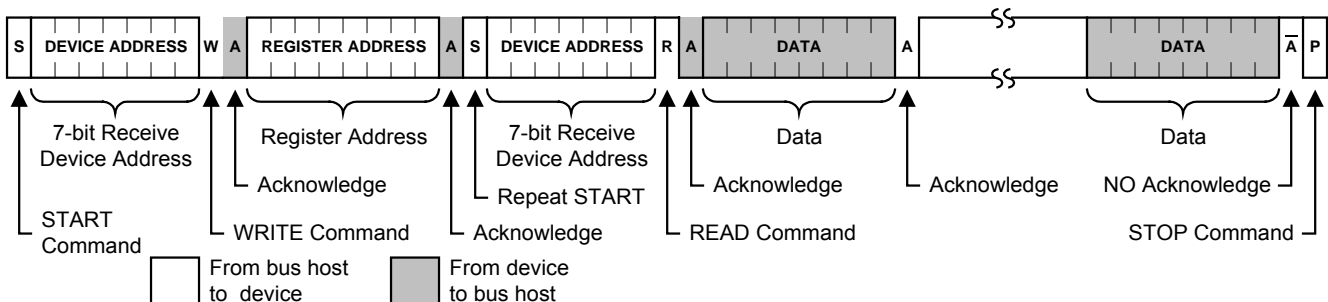 S DEVICE ADDRESS W A REGISTER ADDRESS A S DEVICE ADDRESS R A DATA A DATA A̅ P
7-bit Receive
Device Address
Register Address
7-bit Receive
Device Address
Data
Data
Acknowledge
Repeat START
Acknowledge
Acknowledge
NO Acknowledge
START
Command
WRITE Command
Acknowledge
READ Command
STOP Command
From bus host
to device
From device
to bus host